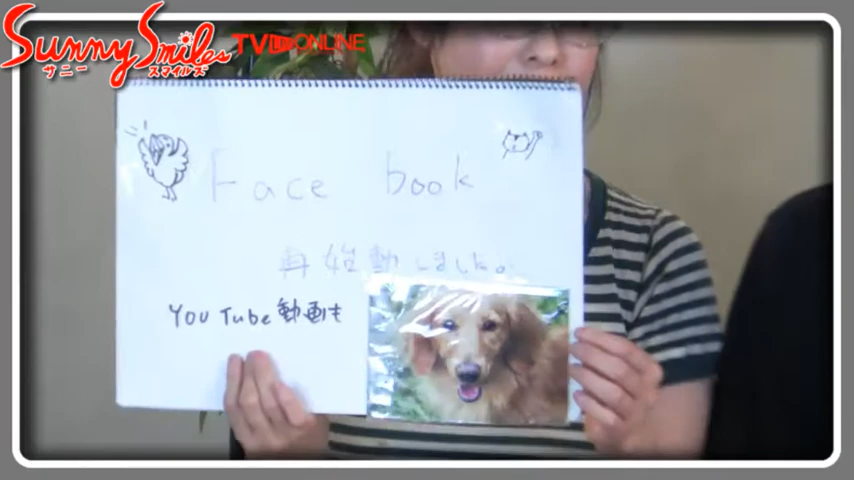 Sunny Smiles TV LIVE ONLINE
サニー スマイルズ
Face book
再始動しました。
YouTube動画も